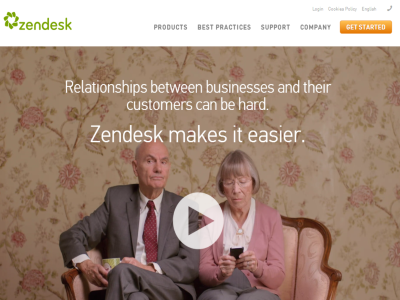 Login Cookies Policy English
zendesk
PRODUCTS BEST PRACTICES SUPPORT COMPANY GET STARTED
RELATIONSHIPS BETWEEN BUSINESSES AND THEIR
CUSTOMERS CAN BE HARD.
ZENDESK MAKES IT EASIER.